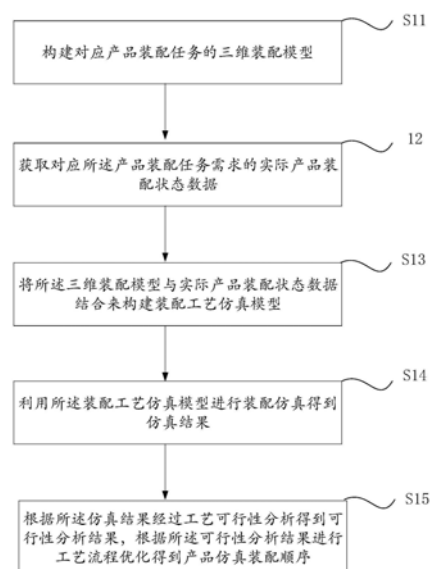 S11
构建对应产品装配任务的三维装配模型
12
获取对应所述产品装配任务需求的实际产品装
配状态数据
S13
将所述三维装配模型与实际产品装配状态数据
结合来构建装配工艺仿真模型
S14
利用所述装配工艺仿真模型进行装配仿真得到
仿真结果
S15
根据所述仿真结果经过工艺可行性分析得到可
行性分析结果，根据所述可行性分析结果进行
工艺流程优化得到产品仿真装配顺序